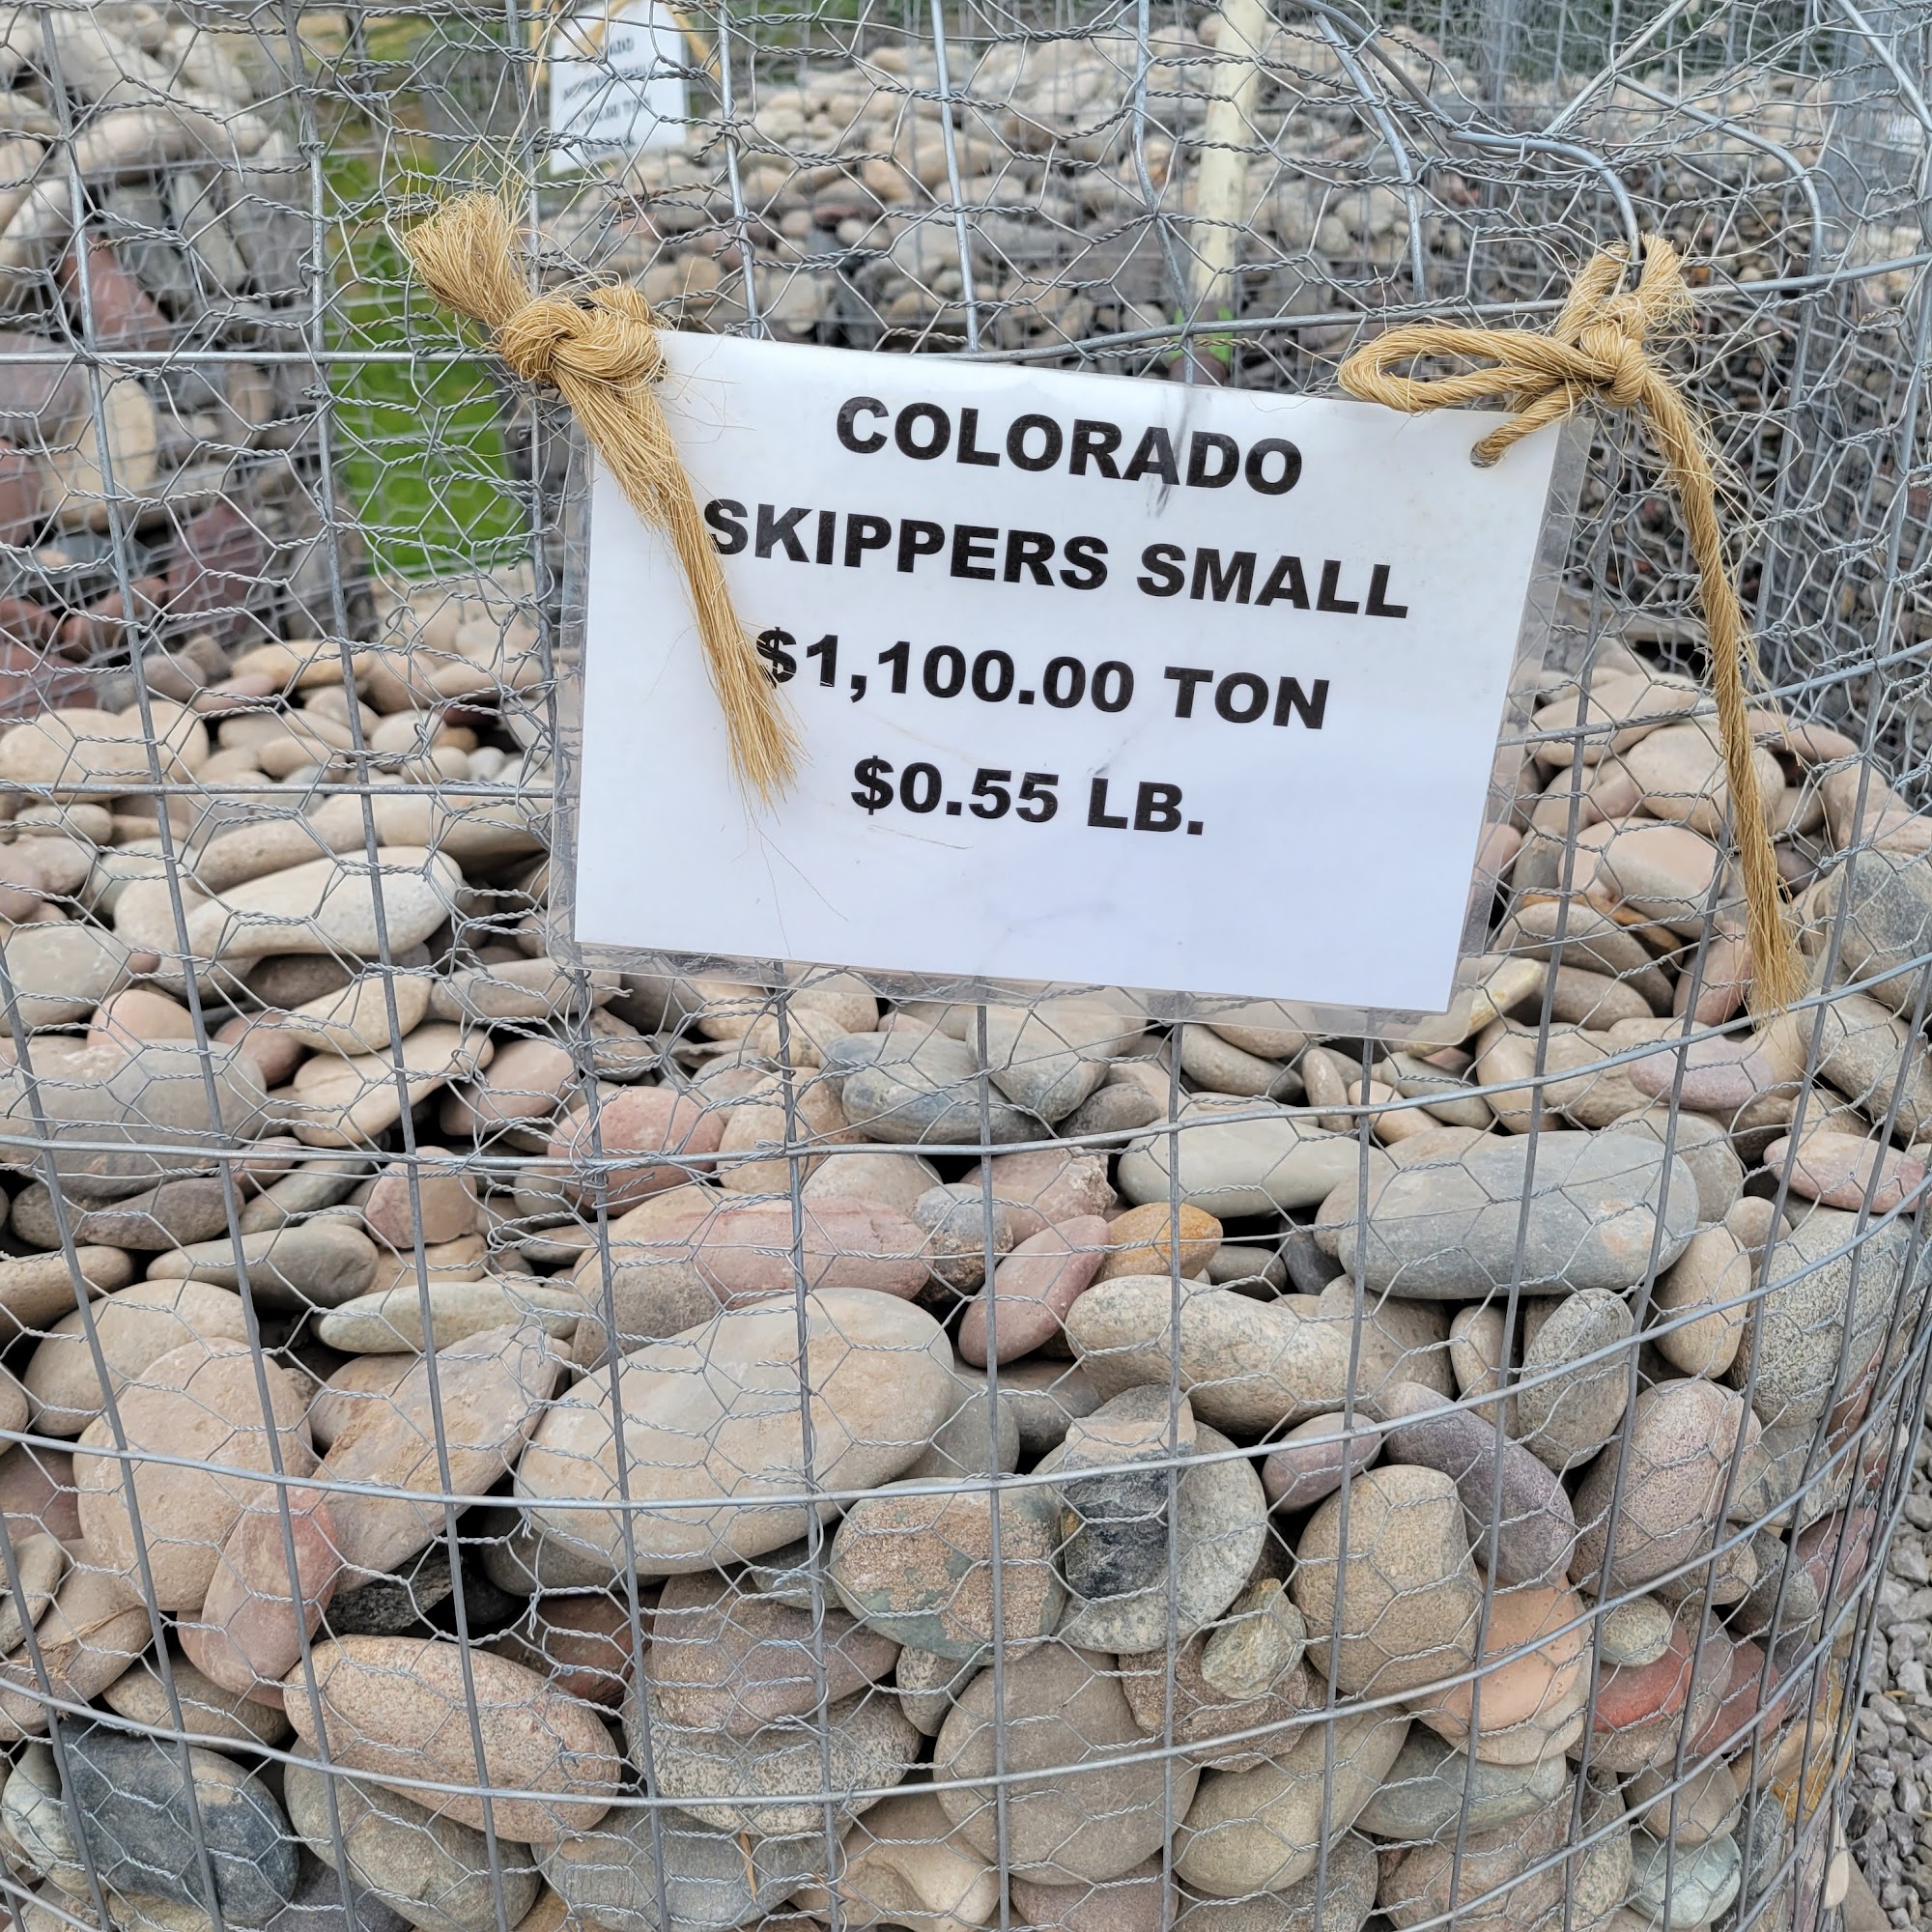 COLORADO
SKIPPERS SMALL
$1,100.00 TON
$0.55 LB.